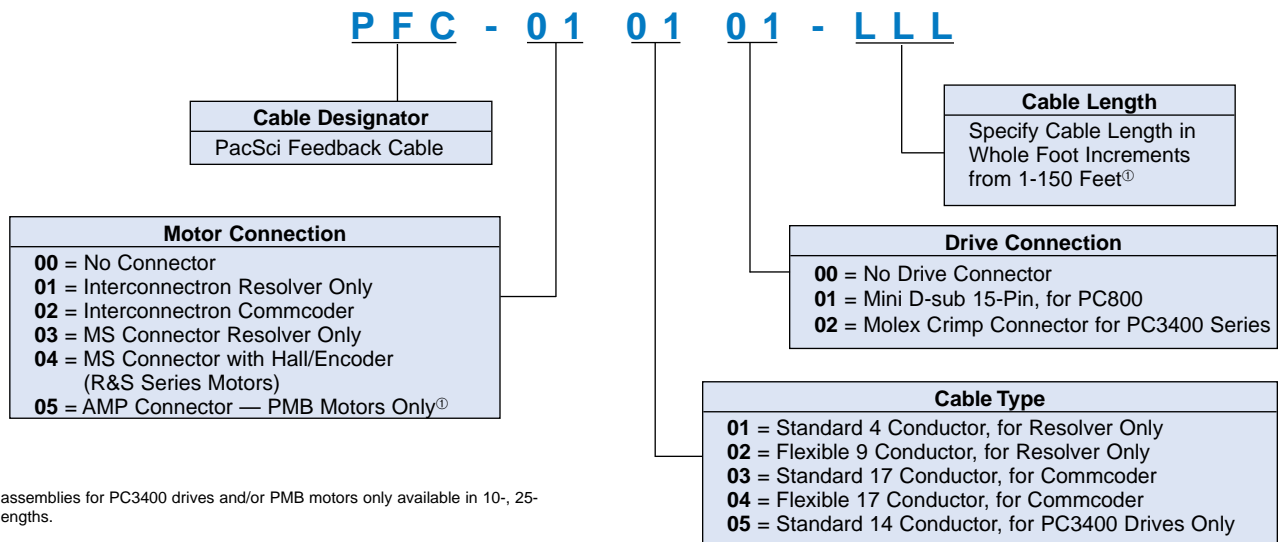 PFC - 01 01 01 - LLL
Cable Designator
PacSci Feedback Cable
Cable Length
Specify Cable Length in
Whole Foot Increments
from 1-150 Feet①
Motor Connection
00 = No Connector
01 = Interconnectron Resolver Only
02 = Interconnectron Commcoder
03 = MS Connector Resolver Only
04 = MS Connector with Hall/Encoder
(R&S Series Motors)
05 = AMP Connector — PMB Motors Only①
Drive Connection
00 = No Drive Connector
01 = Mini D-sub 15-Pin, for PC800
02 = Molex Crimp Connector for PC3400 Series
Cable Type
01 = Standard 4 Conductor, for Resolver Only
02 = Flexible 9 Conductor, for Resolver Only
03 = Standard 17 Conductor, for Commcoder
04 = Flexible 17 Conductor, for Commcoder
05 = Standard 14 Conductor, for PC3400 Drives Only
assemblies for PC3400 drives and/or PMB motors only available in 10-, 25-
engths.